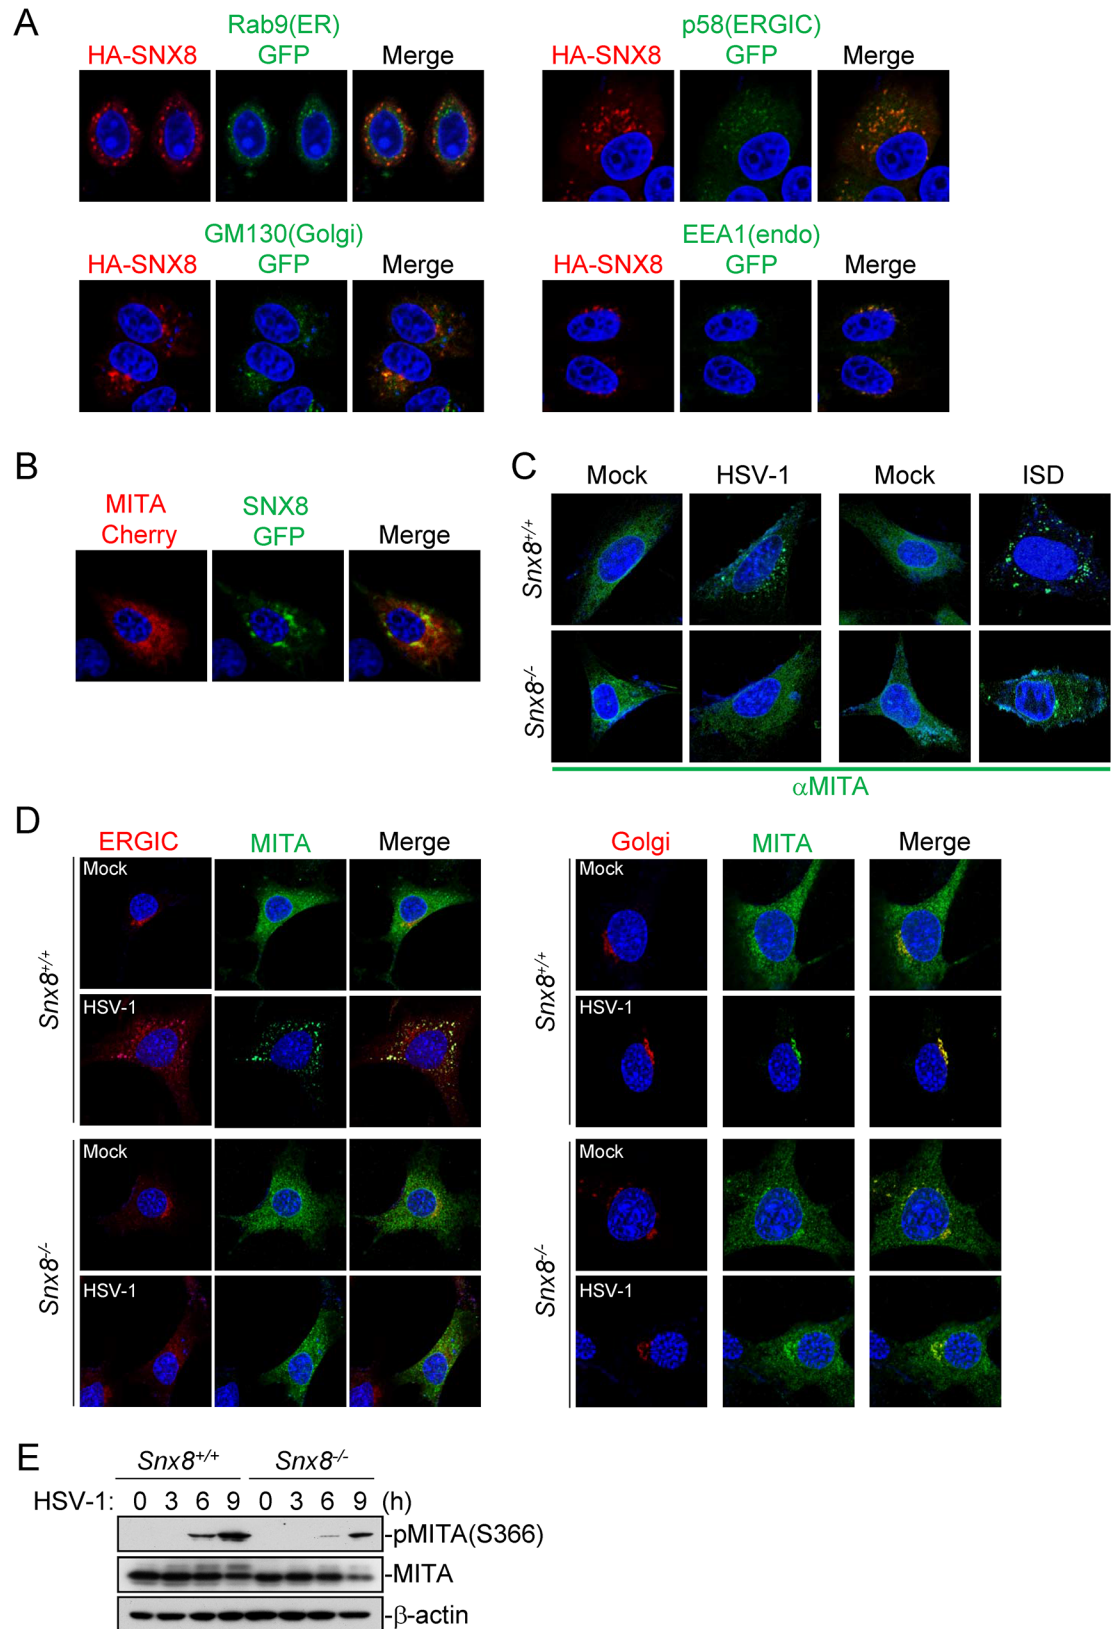 A
Rab9(ER)
HA-SNX8 GFP Merge
p58(ERGIC)
HA-SNX8 GFP Merge
GM130(Golgi)
HA-SNX8 GFP Merge
EEA1(endo)
HA-SNX8 GFP Merge
B
MITA SNX8
Cherry GFP Merge
C
Mock HSV-1 Mock ISD
Snx8+/+
Snx8-/-
αMITA
D
ERGIC MITA Merge
Snx8+/+
Mock
HSV-1
Snx8-/-
Mock
HSV-1
Golgi MITA Merge
Snx8+/+
Mock
HSV-1
Snx8-/-
Mock
HSV-1
E
Snx8+/+ Snx8-/-
HSV-1: 0 3 6 9 0 3 6 9 (h)
-pMITA(S366)
-MITA
-β-actin